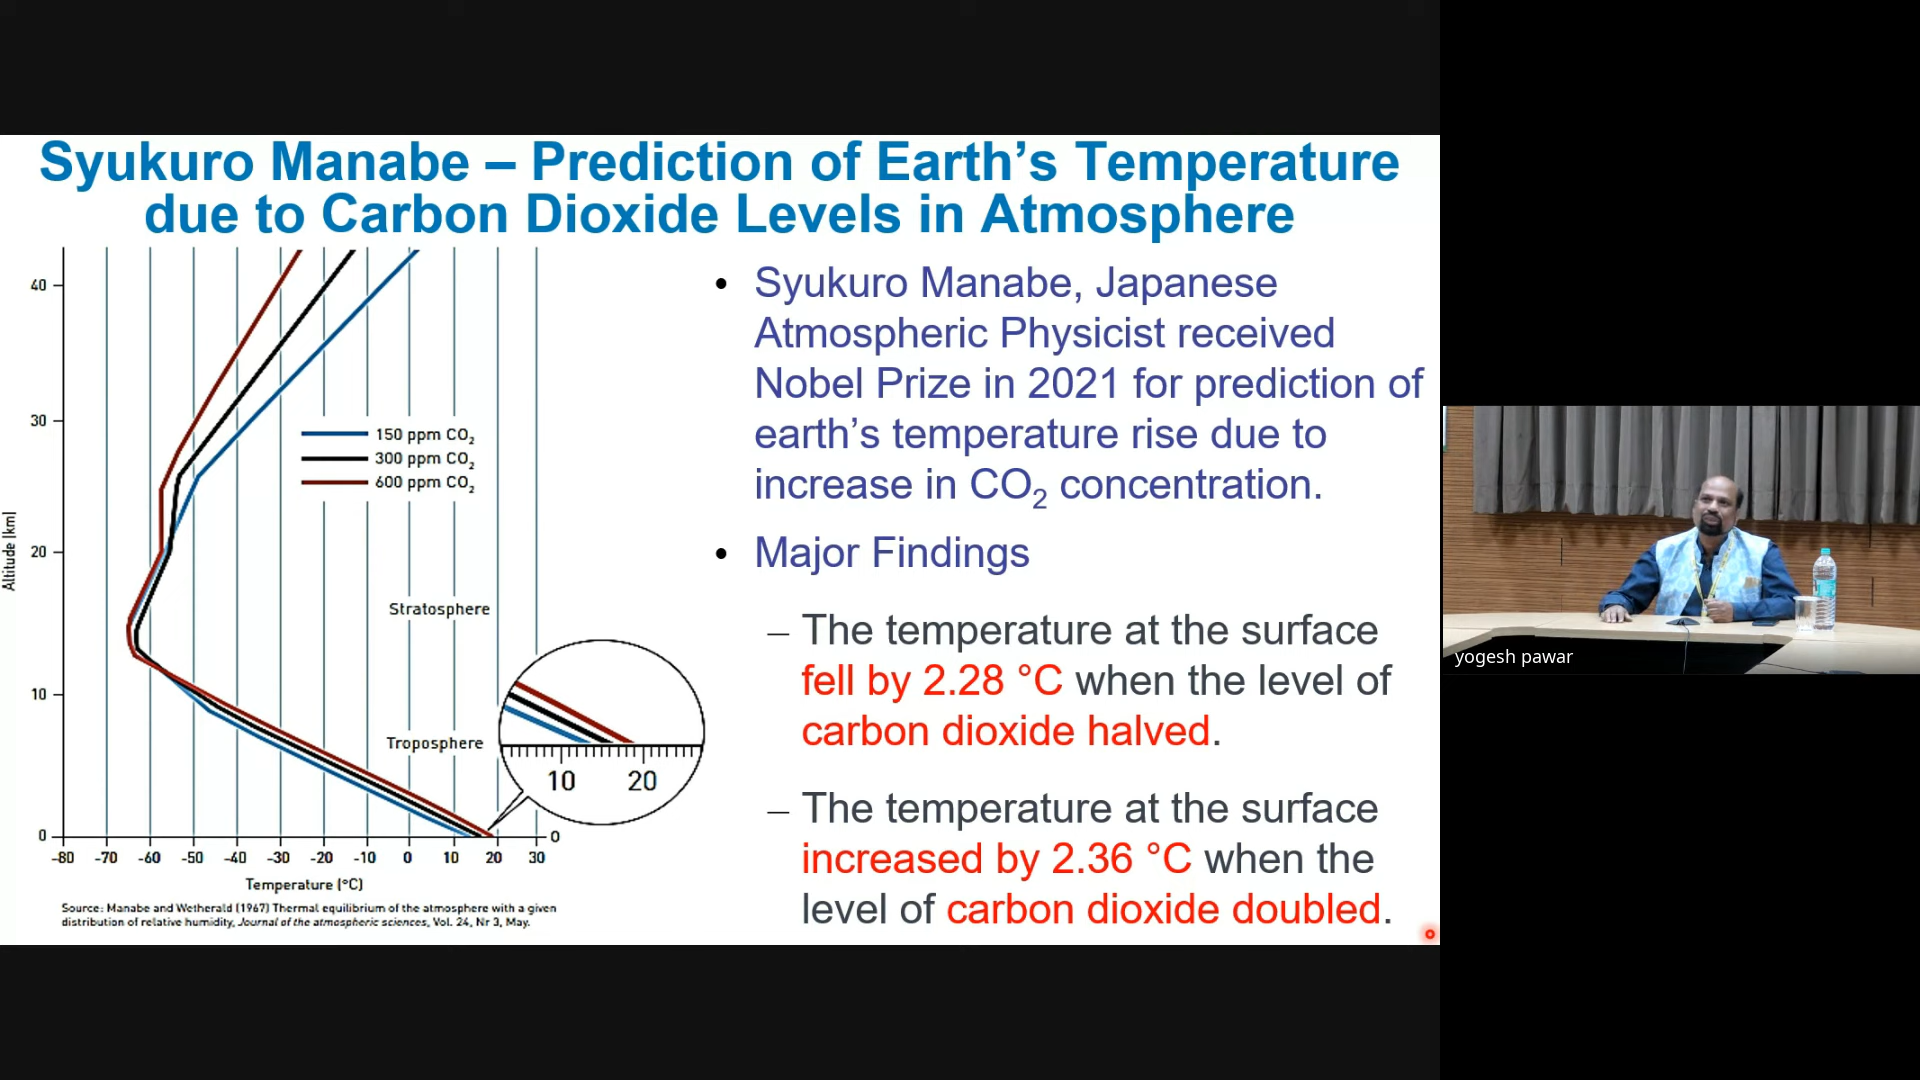 Syukuro Manabe – Prediction of Earth’s Temperature
due to Carbon Dioxide Levels in Atmosphere
40
30
20
10
0
Altitude (km)
150 ppm CO₂
300 ppm CO₂
600 ppm CO₂
Stratosphere
Troposphere
10 20
0
-80 -70 -60 -50 -40 -30 -20 -10 0 10 20 30
Temperature (°C)
Source: Manabe and Wetherald (1967) Thermal equilibrium of the atmosphere with a given
distribution of relative humidity, Journal of the atmospheric sciences, Vol. 24, Nr 3, May.
• Syukuro Manabe, Japanese
Atmospheric Physicist received
Nobel Prize in 2021 for prediction of
earth’s temperature rise due to
increase in CO₂ concentration.
• Major Findings
– The temperature at the surface
fell by 2.28 °C when the level of
carbon dioxide halved.
– The temperature at the surface
increased by 2.36 °C when the
level of carbon dioxide doubled.
yogesh pawar